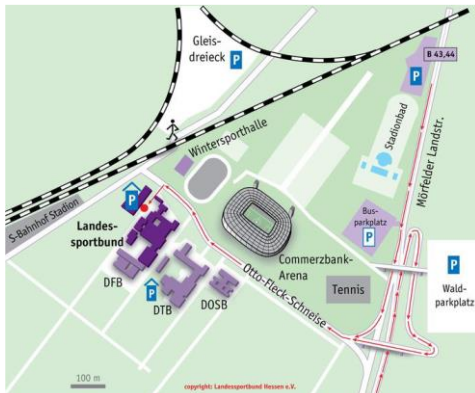 Gleis-
dreieck
P
B 43,44
P
Stadionbad
Mörfelder Landstr.
Wintersporthalle
S-Bahnhof Stadion
P
Landes-
sportbund
Bus-
parkplatz
P
Commerzbank-
Arena
P
Wald-
parkplatz
DFB
P
DTB
DOSB
Otto-Fleck-Schneise
Tennis
100 m
copyright: Landessportbund Hessen e.V.